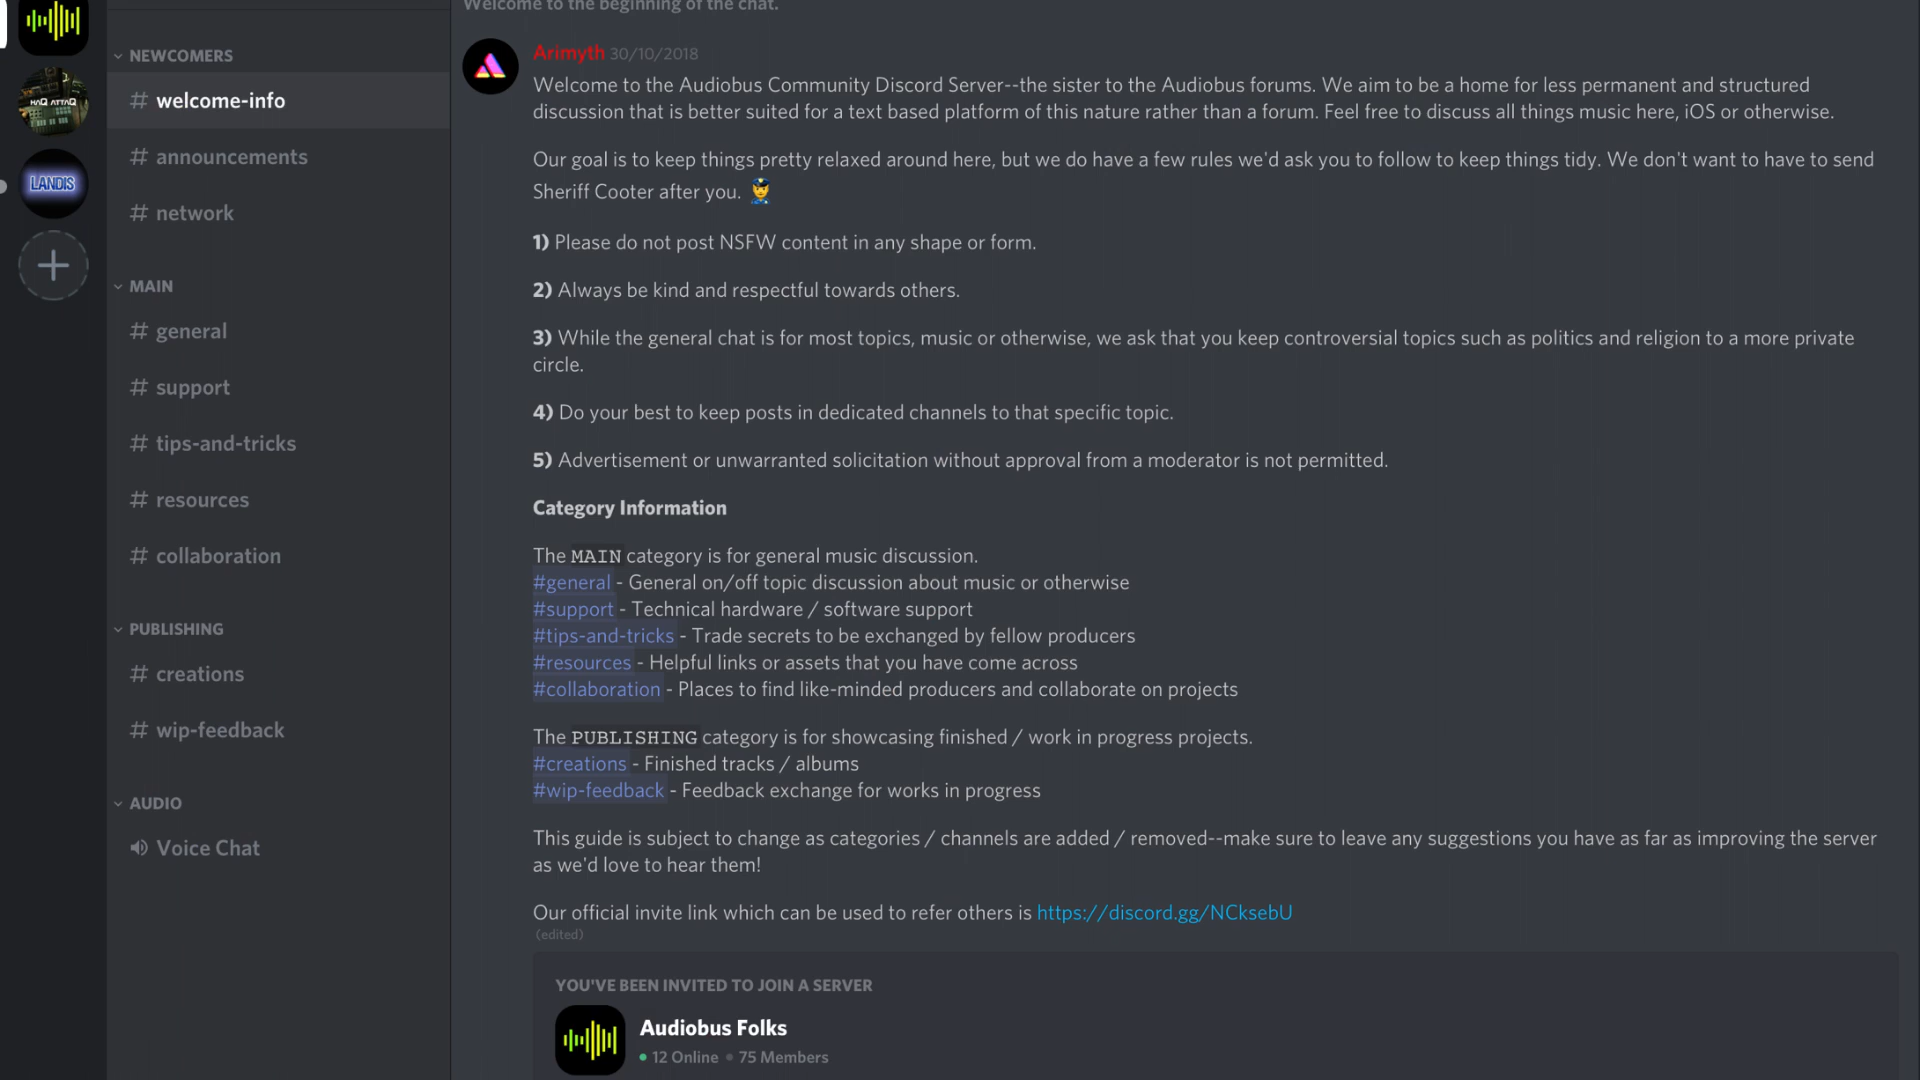 Welcome to the beginning of the chat.
HAQ ATTAQ
LANDIS
NEWCOMERS
# welcome-info
# announcements
# network
MAIN
# general
# support
# tips-and-tricks
# resources
# collaboration
PUBLISHING
# creations
# wip-feedback
AUDIO
Voice Chat
Arimyth 30/10/2018
Welcome to the Audiobus Community Discord Server--the sister to the Audiobus forums. We aim to be a home for less permanent and structured
discussion that is better suited for a text based platform of this nature rather than a forum. Feel free to discuss all things music here, iOS or otherwise.
Our goal is to keep things pretty relaxed around here, but we do have a few rules we'd ask you to follow to keep things tidy. We don't want to have to send
Sheriff Cooter after you. 👮
1) Please do not post NSFW content in any shape or form.
2) Always be kind and respectful towards others.
3) While the general chat is for most topics, music or otherwise, we ask that you keep controversial topics such as politics and religion to a more private
circle.
4) Do your best to keep posts in dedicated channels to that specific topic.
5) Advertisement or unwarranted solicitation without approval from a moderator is not permitted.
Category Information
The MAIN category is for general music discussion.
#general - General on/off topic discussion about music or otherwise
#support - Technical hardware / software support
#tips-and-tricks - Trade secrets to be exchanged by fellow producers
#resources - Helpful links or assets that you have come across
#collaboration - Places to find like-minded producers and collaborate on projects
The PUBLISHING category is for showcasing finished / work in progress projects.
#creations - Finished tracks / albums
#wip-feedback - Feedback exchange for works in progress
This guide is subject to change as categories / channels are added / removed--make sure to leave any suggestions you have as far as improving the server
as we'd love to hear them!
Our official invite link which can be used to refer others is https://discord.gg/NCksebU
(edited)
YOU'VE BEEN INVITED TO JOIN A SERVER
Audiobus Folks
12 Online 75 Members